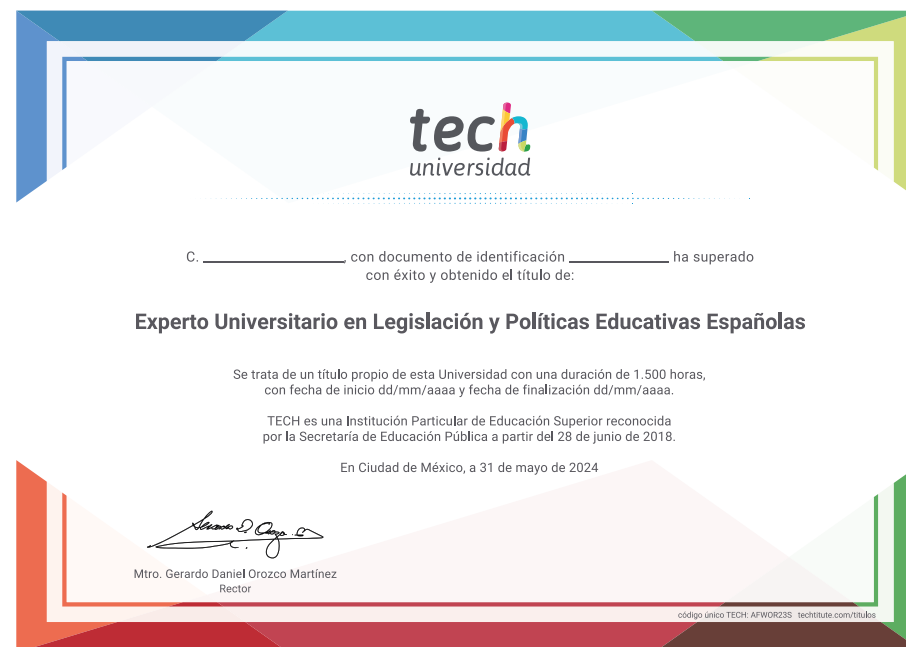 tech
universidad
C. ____________________, con documento de identificación ______________ ha superado
con éxito y obtenido el título de:
Experto Universitario en Legislación y Políticas Educativas Españolas
Se trata de un título propio de esta Universidad con una duración de 1.500 horas,
con fecha de inicio dd/mm/aaaa y fecha de finalización dd/mm/aaaa.
TECH es una Institución Particular de Educación Superior reconocida
por la Secretaría de Educación Pública a partir del 28 de junio de 2018.
En Ciudad de México, a 31 de mayo de 2024
Mtro. Gerardo Daniel Orozco Martínez
Rector
código único TECH: AFWOR23S techtitute.com/titulos